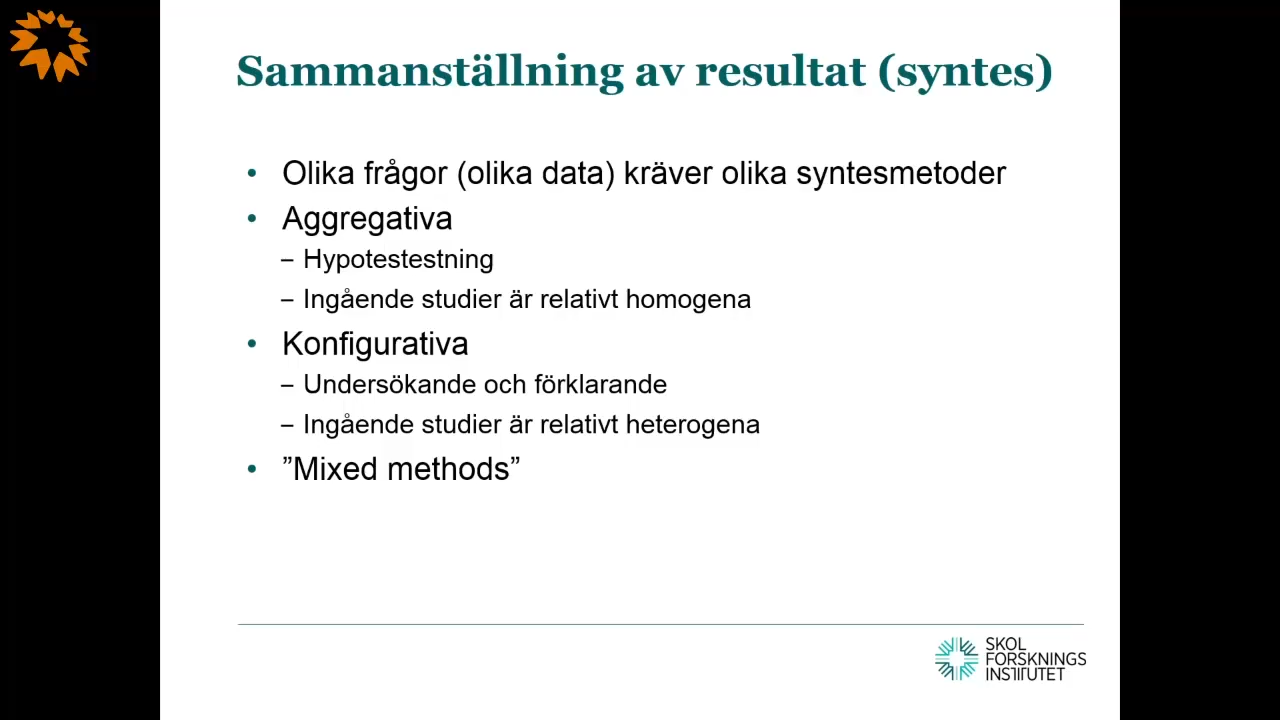 Sammanställning av resultat (syntes)
• Olika frågor (olika data) kräver olika syntesmetoder
• Aggregativa
– Hypotestestning
– Ingående studier är relativt homogena
• Konfigurativa
– Undersökande och förklarande
– Ingående studier är relativt heterogena
• ”Mixed methods”
SKOL
FORSKNINGS
INSTITUTET